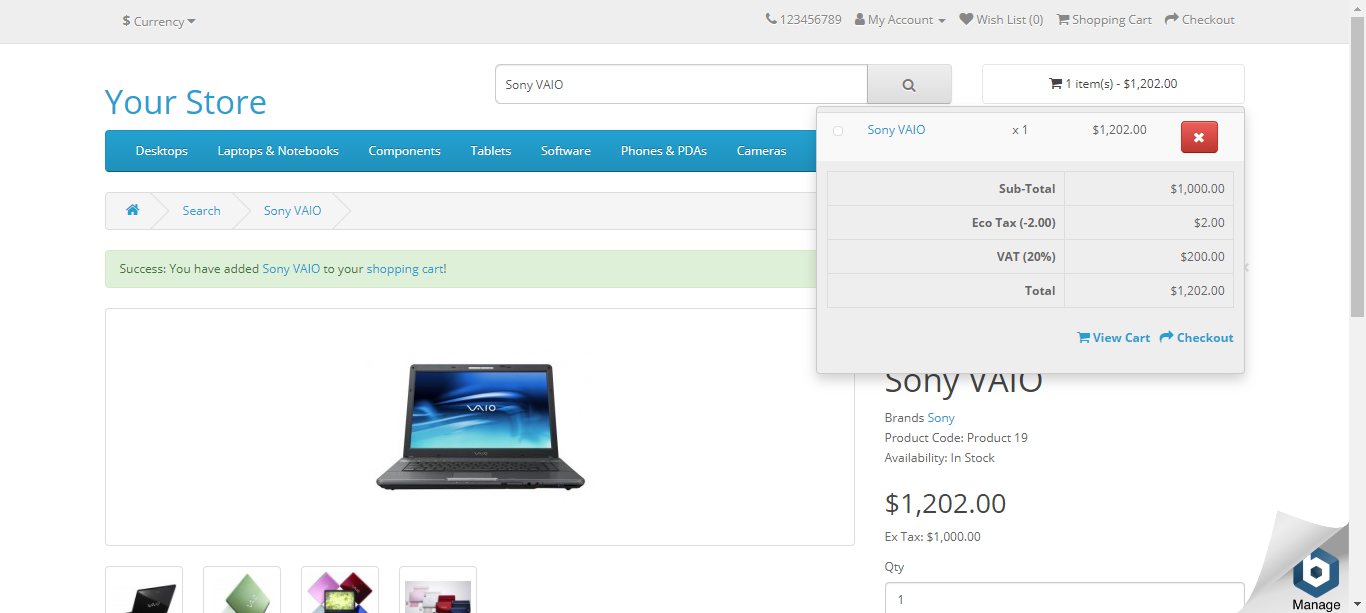 $ Currency
123456789 My Account Wish List (0) Shopping Cart Checkout
Your Store
Sony VAIO
1 item(s) - $1,202.00
Desktops Laptops & Notebooks Components Tablets Software Phones & PDAs Cameras
Sony VAIO x 1 $1,202.00
Sub-Total $1,000.00
Eco Tax (-2.00) $2.00
VAT (20%) $200.00
Total $1,202.00
View Cart Checkout
Search Sony VAIO
Success: You have added Sony VAIO to your shopping cart!
VAIO
Sony VAIO
Brands Sony
Product Code: Product 19
Availability: In Stock
$1,202.00
Ex Tax: $1,000.00
Qty
1
Manage